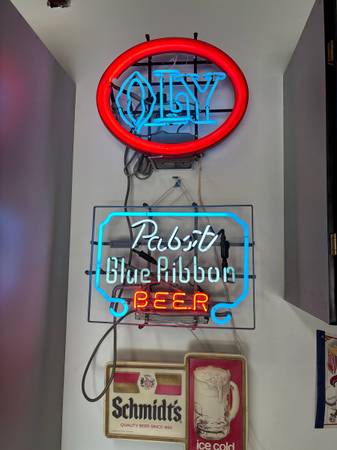 OLY
Pabst
Blue Ribbon
BEER
Schmidt's
QUALITY BEER SINCE 1860
ice cold